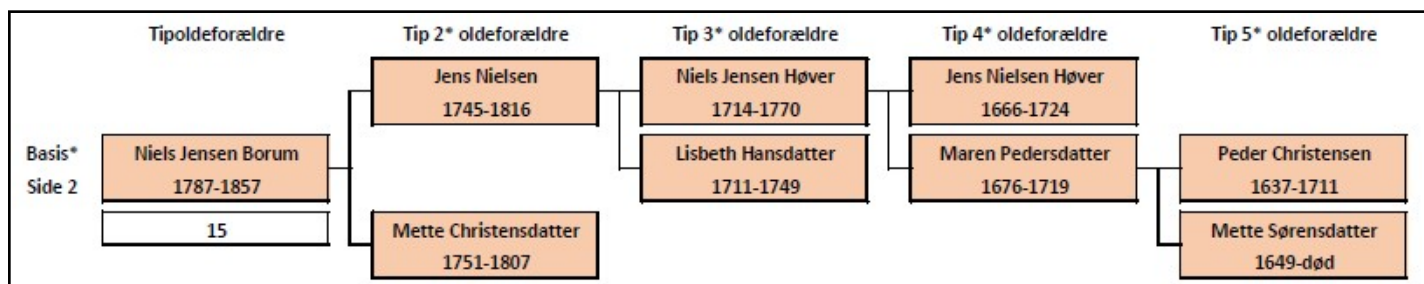 Tipoldeforældre Tip 2* oldeforældre Tip 3* oldeforældre Tip 4* oldeforældre Tip 5* oldeforældre
Jens Nielsen Niels Jensen Høver Jens Nielsen Høver
1745-1816 1714-1770 1666-1724
Basis* Niels Jensen Borum Lisbeth Hansdatter Maren Pedersdatter Peder Christensen
Side 2 1787-1857 1711-1749 1676-1719 1637-1711
15 Mette Christensdatter Mette Sørensdatter
1751-1807 1649-død